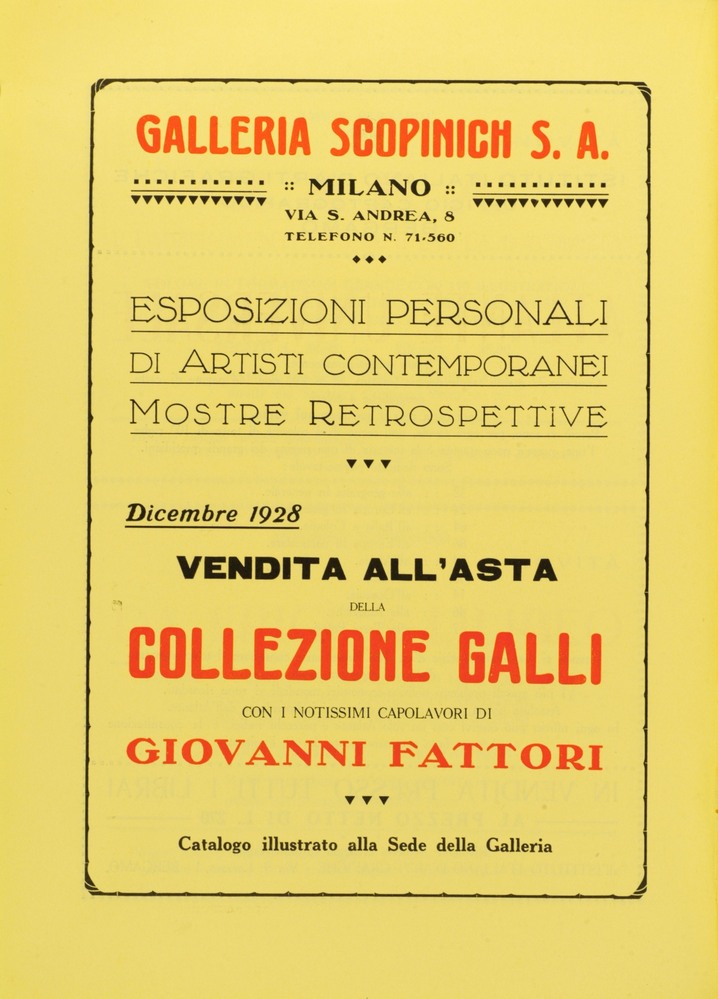 GALLERIA SCOPINICH S. A.
:: MILANO ::
VIA S. ANDREA, 8
TELEFONO N. 71-560
ESPOSIZIONI PERSONALI
DI ARTISTI CONTEMPORANEI
MOSTRE RETROSPETTIVE
Dicembre 1928
VENDITA ALL'ASTA
DELLA
COLLEZIONE GALLI
CON I NOTISSIMI CAPOLAVORI DI
GIOVANNI FATTORI
Catalogo illustrato alla Sede della Galleria